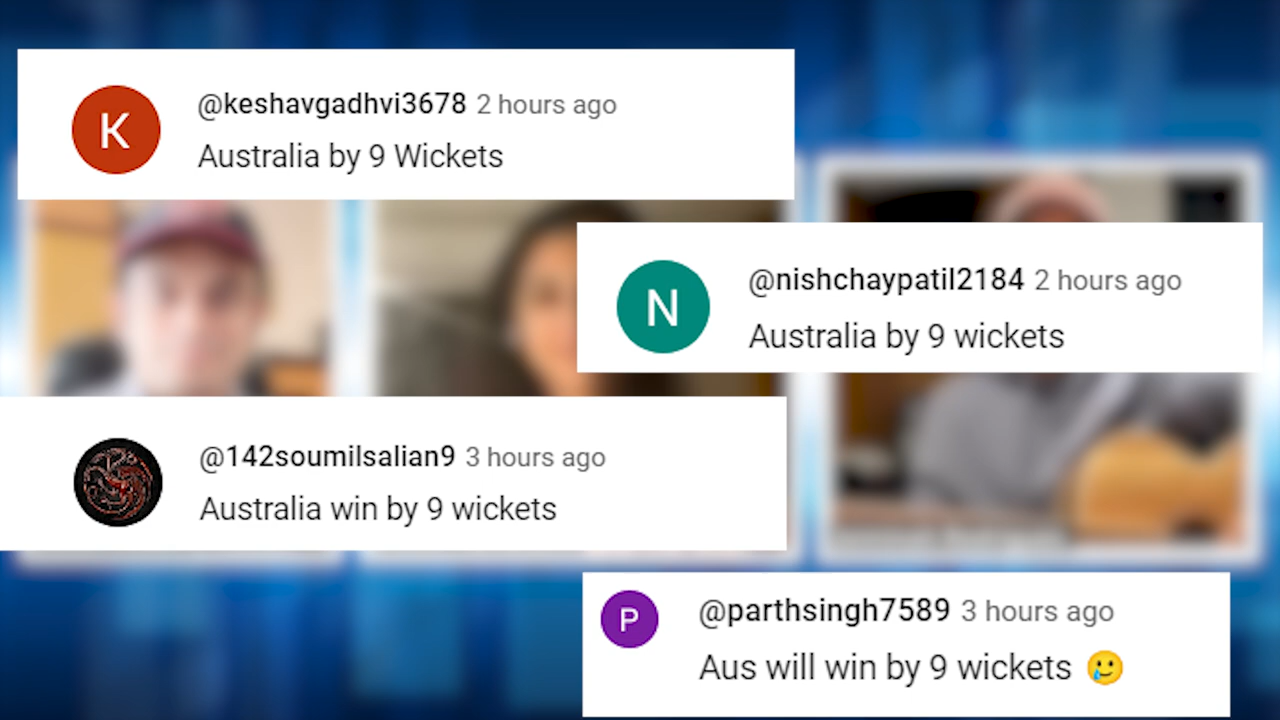 K
@keshavgadhvi3678 2 hours ago
Australia by 9 Wickets
N
@nishchaypatil2184 2 hours ago
Australia by 9 wickets
@142soumilsalian9 3 hours ago
Australia win by 9 wickets
P
@parthsingh7589 3 hours ago
Aus will win by 9 wickets 🥲